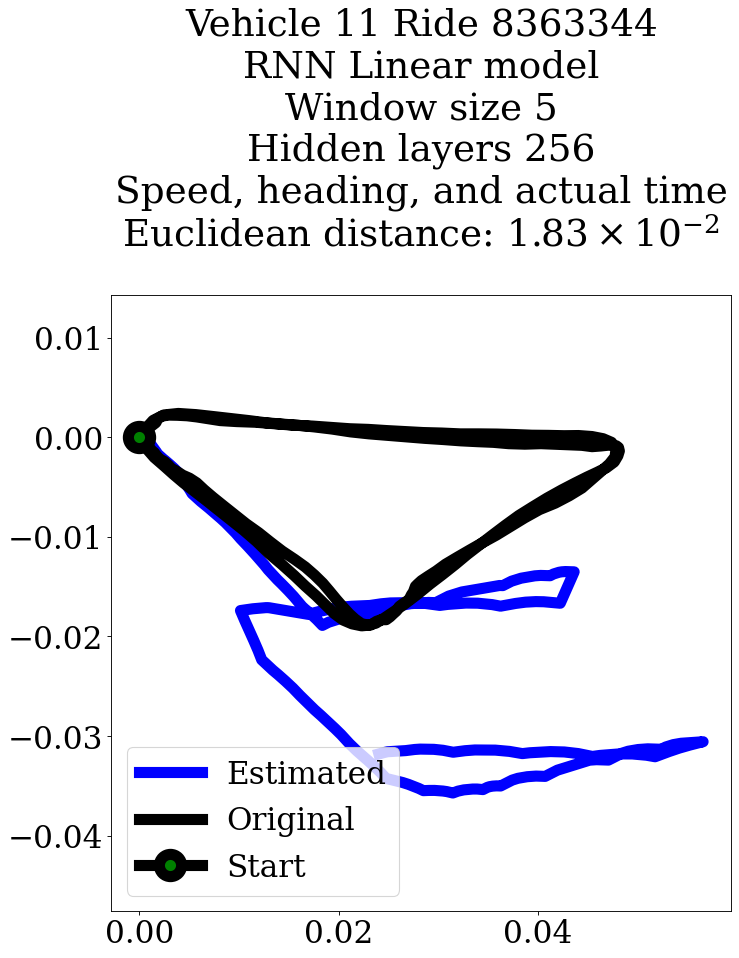 Vehicle 11 Ride 8363344
RNN Linear model
Window size 5
Hidden layers 256
Speed, heading, and actual time
Euclidean distance: 1.83 × 10⁻²
0.01
0.00
−0.01
−0.02
−0.03
−0.04
Estimated
Original
Start
0.00 0.02 0.04